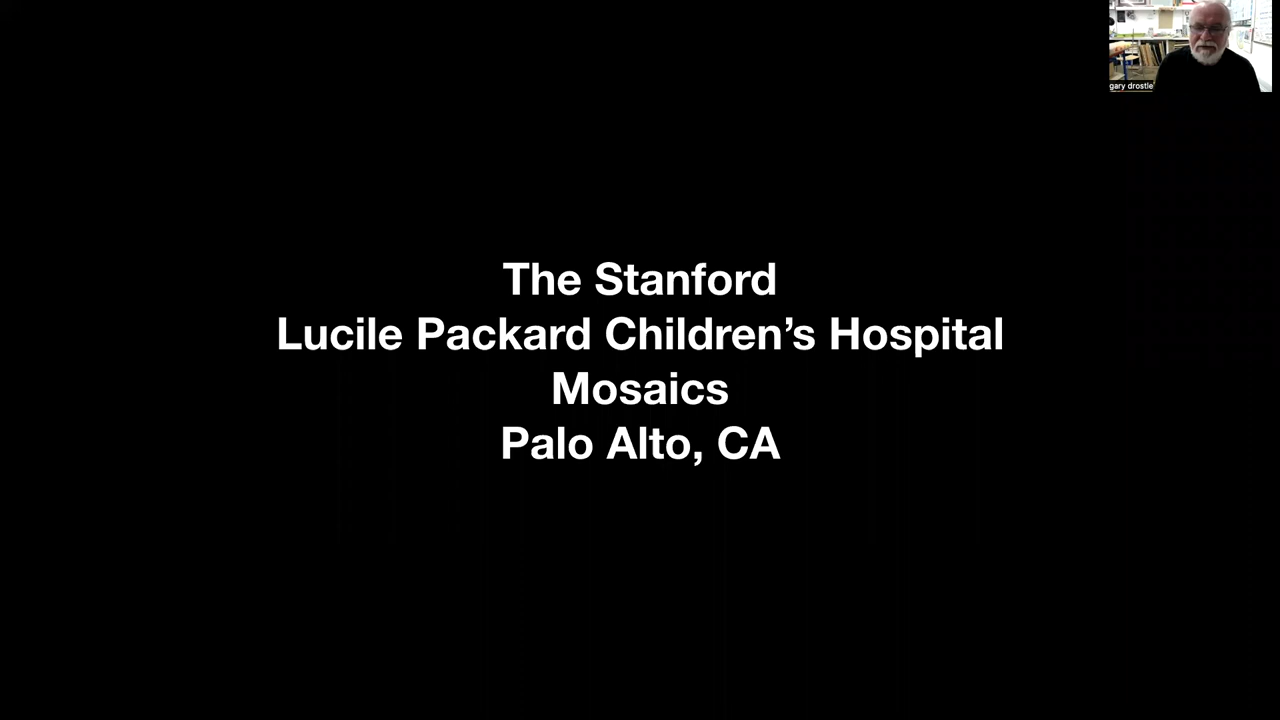 gary drostle
The Stanford
Lucile Packard Children’s Hospital
Mosaics
Palo Alto, CA